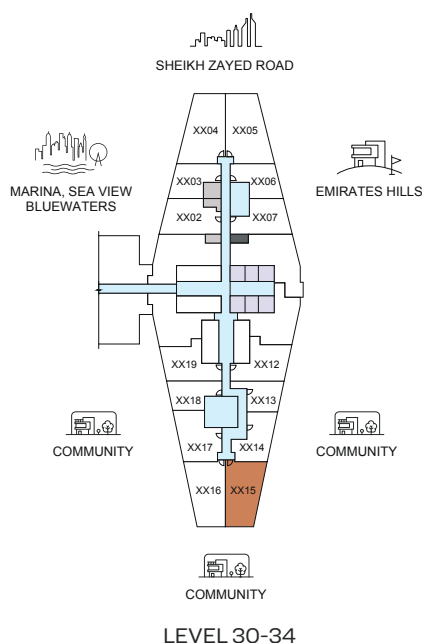 SHEIKH ZAYED ROAD
XX04
XX05
MARINA, SEA VIEW
BLUEWATERS
XX03
XX06
EMIRATES HILLS
XX02
XX07
XX19
XX12
XX18
XX13
COMMUNITY
XX17
XX14
COMMUNITY
XX16
XX15
COMMUNITY
LEVEL 30-34